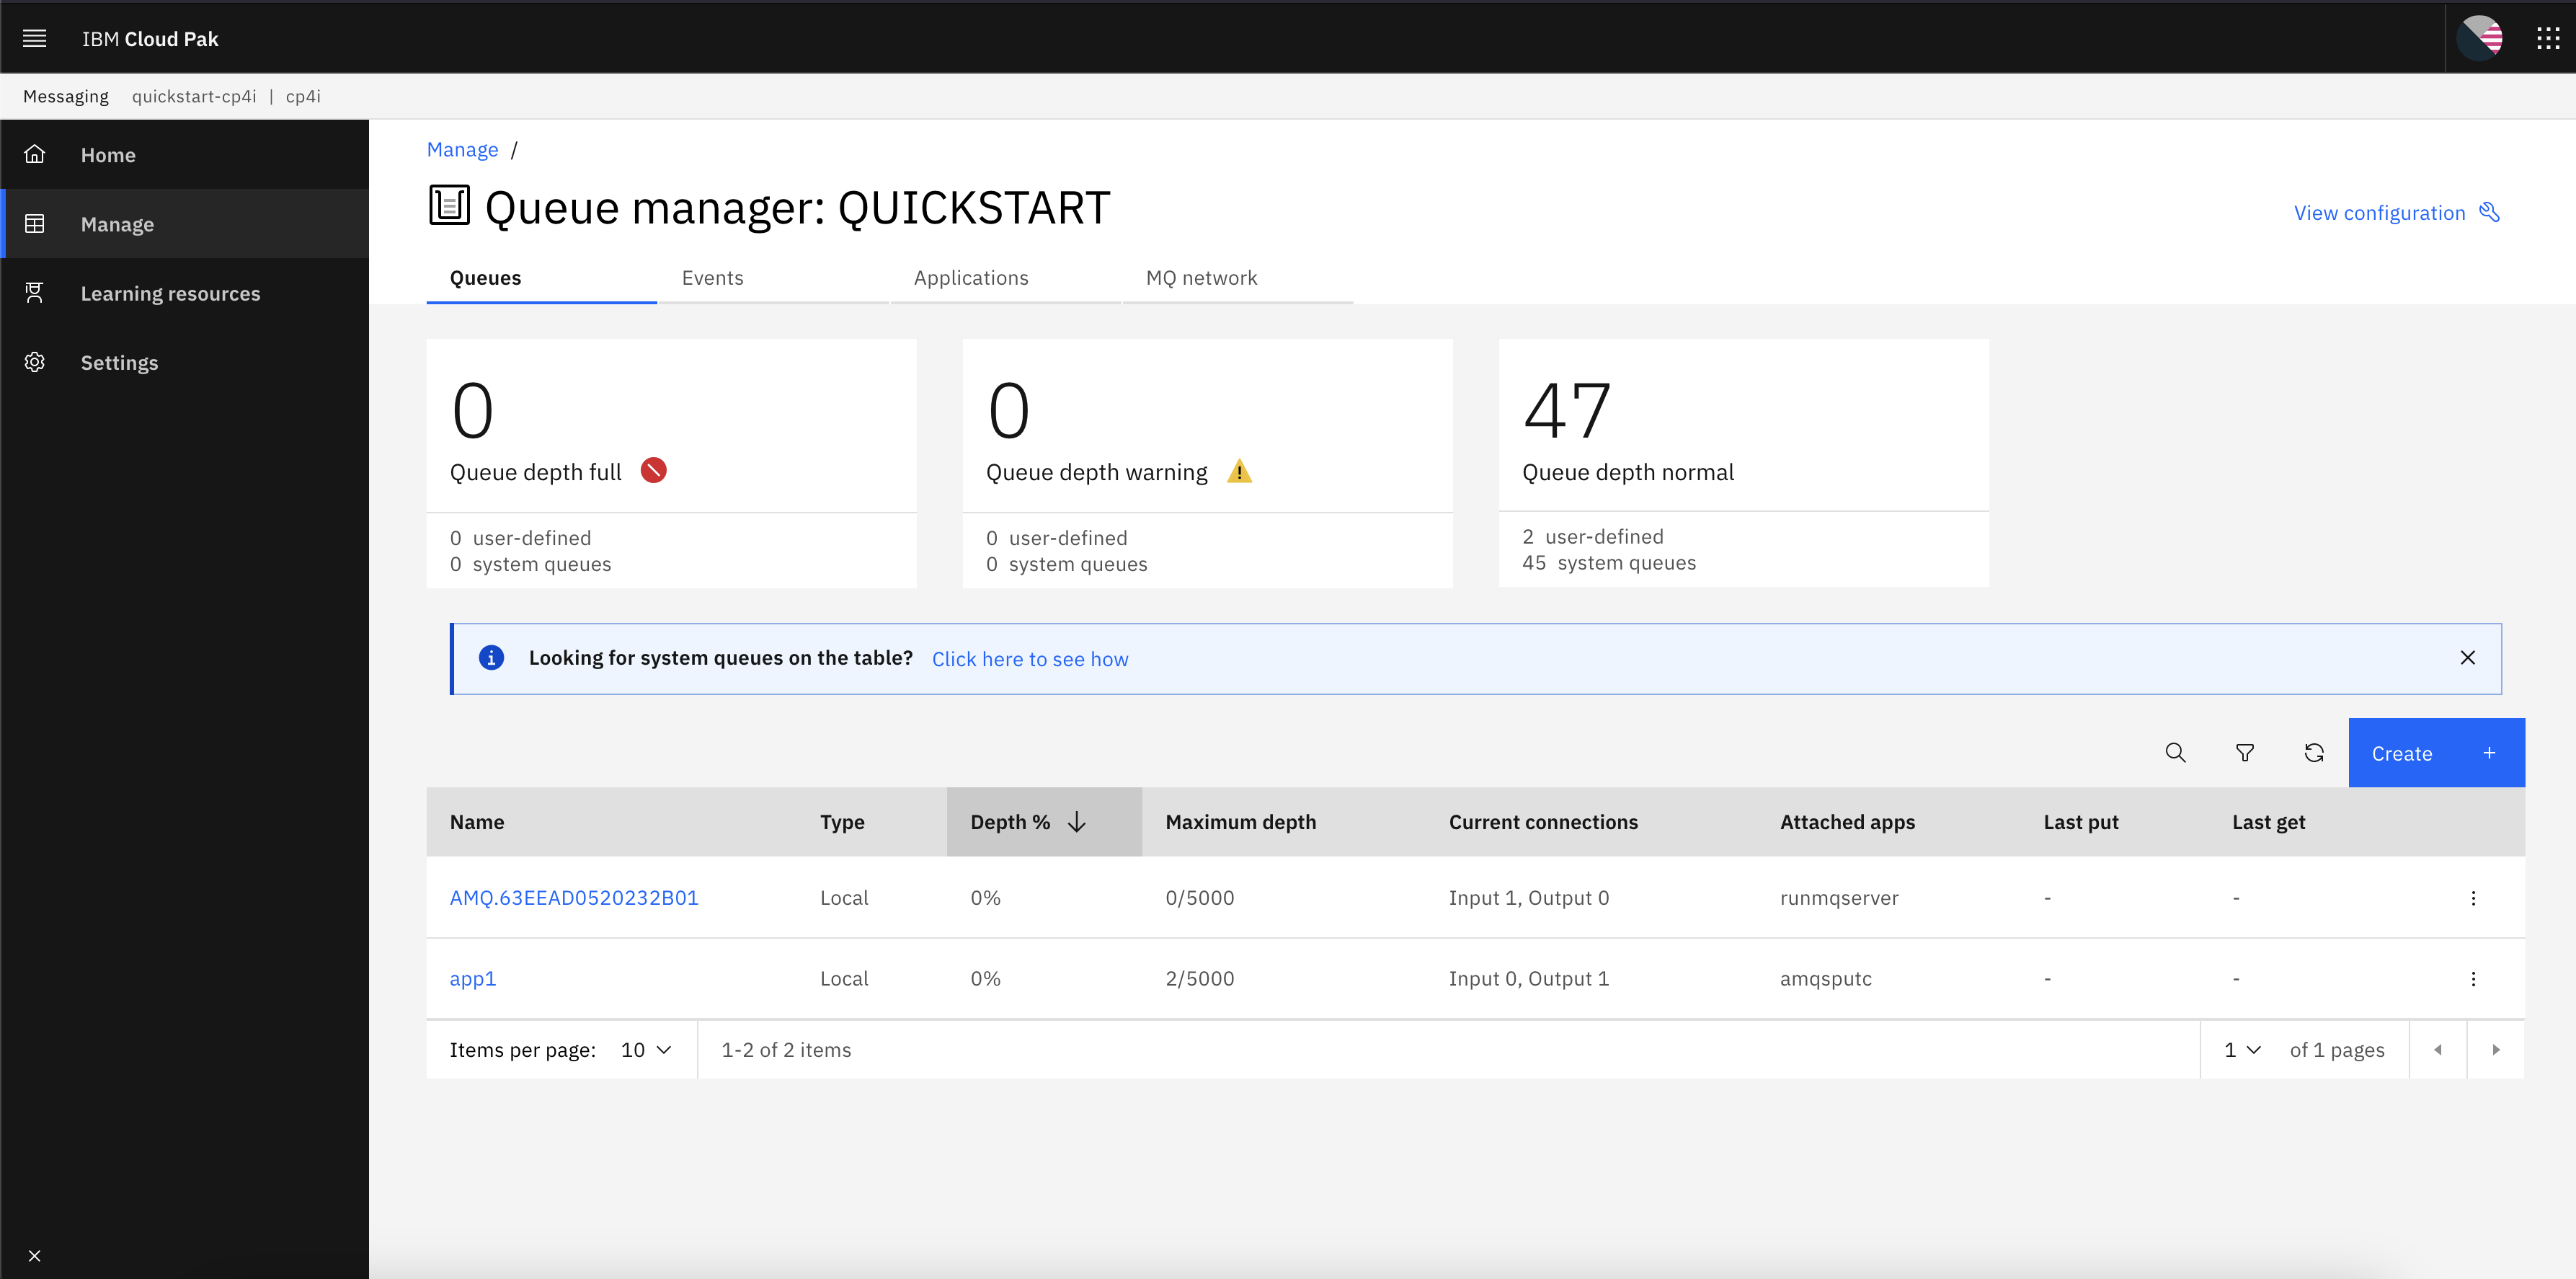 IBM Cloud Pak
Messaging quickstart-cp4i | cp4i
Home
Manage
Learning resources
Settings
Manage /
Queue manager: QUICKSTART
View configuration
Queues Events Applications MQ network
0
Queue depth full
0 user-defined
0 system queues
0
Queue depth warning
0 user-defined
0 system queues
47
Queue depth normal
2 user-defined
45 system queues
Looking for system queues on the table? Click here to see how
Create +
Name Type Depth % Maximum depth Current connections Attached apps Last put Last get
AMQ.63EEAD0520232B01 Local 0% 0/5000 Input 1, Output 0 runmqserver - -
app1 Local 0% 2/5000 Input 0, Output 1 amqsputc - -
Items per page: 10 1-2 of 2 items 1 of 1 pages